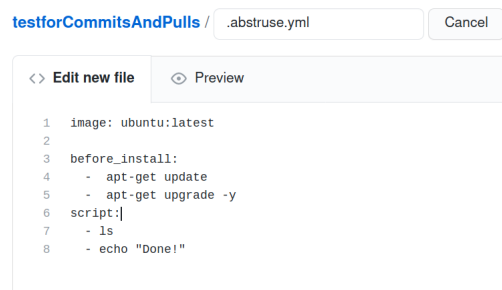 testforCommitsAndPulls / .abstruse.yml Cancel
<> Edit new file Preview
1 image: ubuntu:latest
2
3 before_install:
4   -  apt-get update
5   -  apt-get upgrade -y
6 script:
7   - ls
8   - echo "Done!"